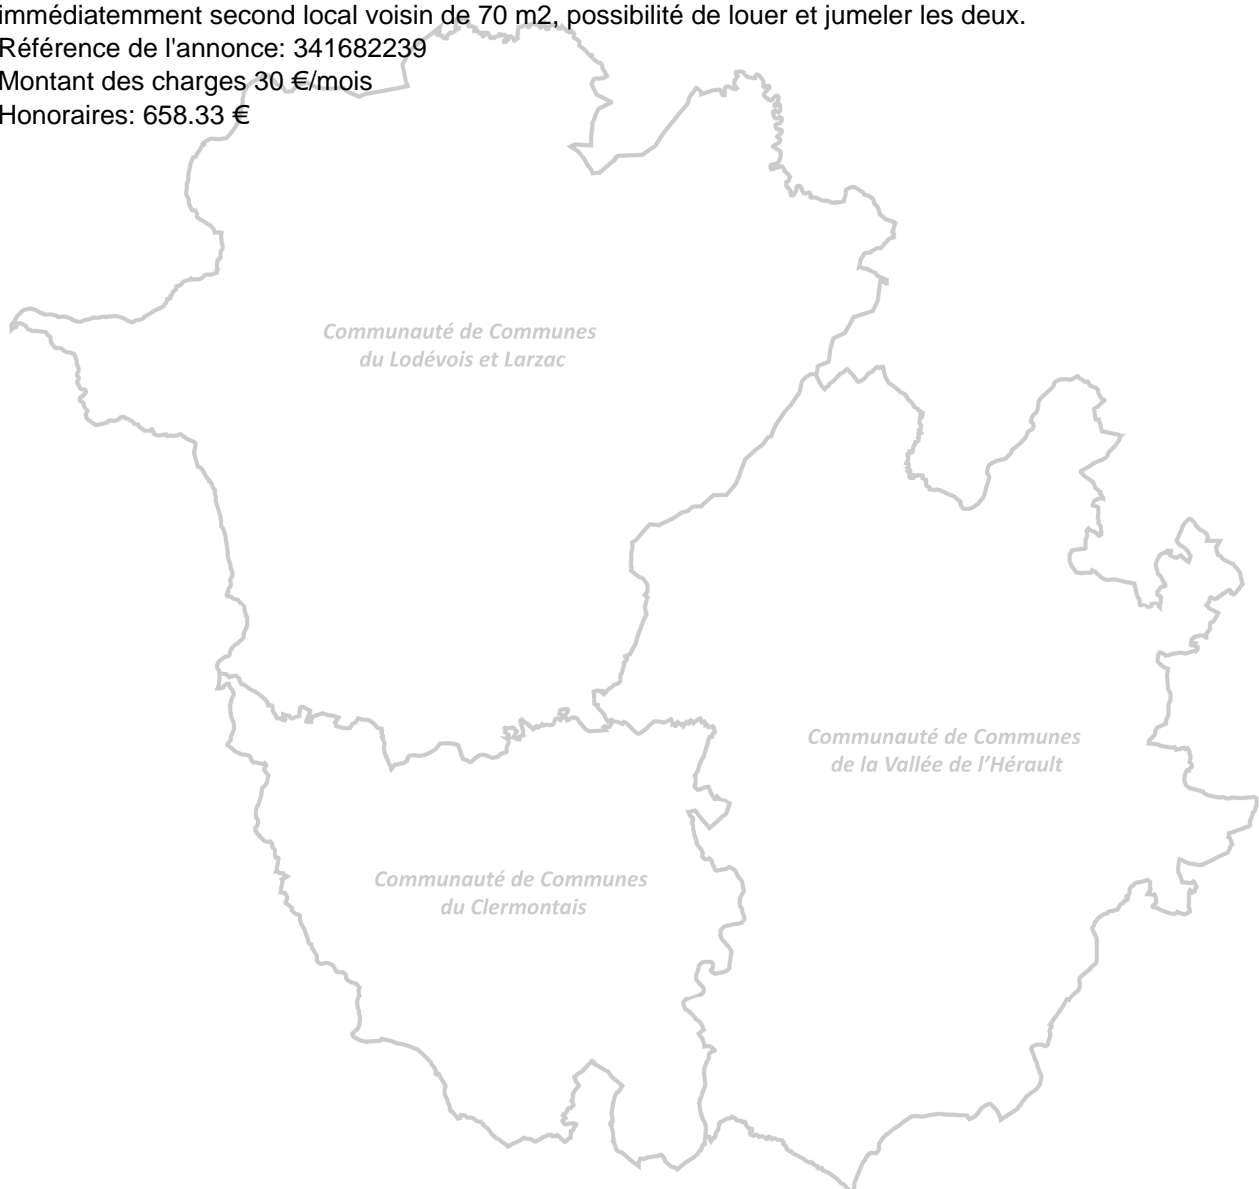 immédiatemment second local voisin de 70 m2, possibilité de louer et jumeler les deux.
Référence de l'annonce: 341682239
Montant des charges 30 €/mois
Honoraires: 658.33 €
Communauté de Communes
du Lodévois et Larzac
Communauté de Communes
de la Vallée de l'Hérault
Communauté de Communes
du Clermontais